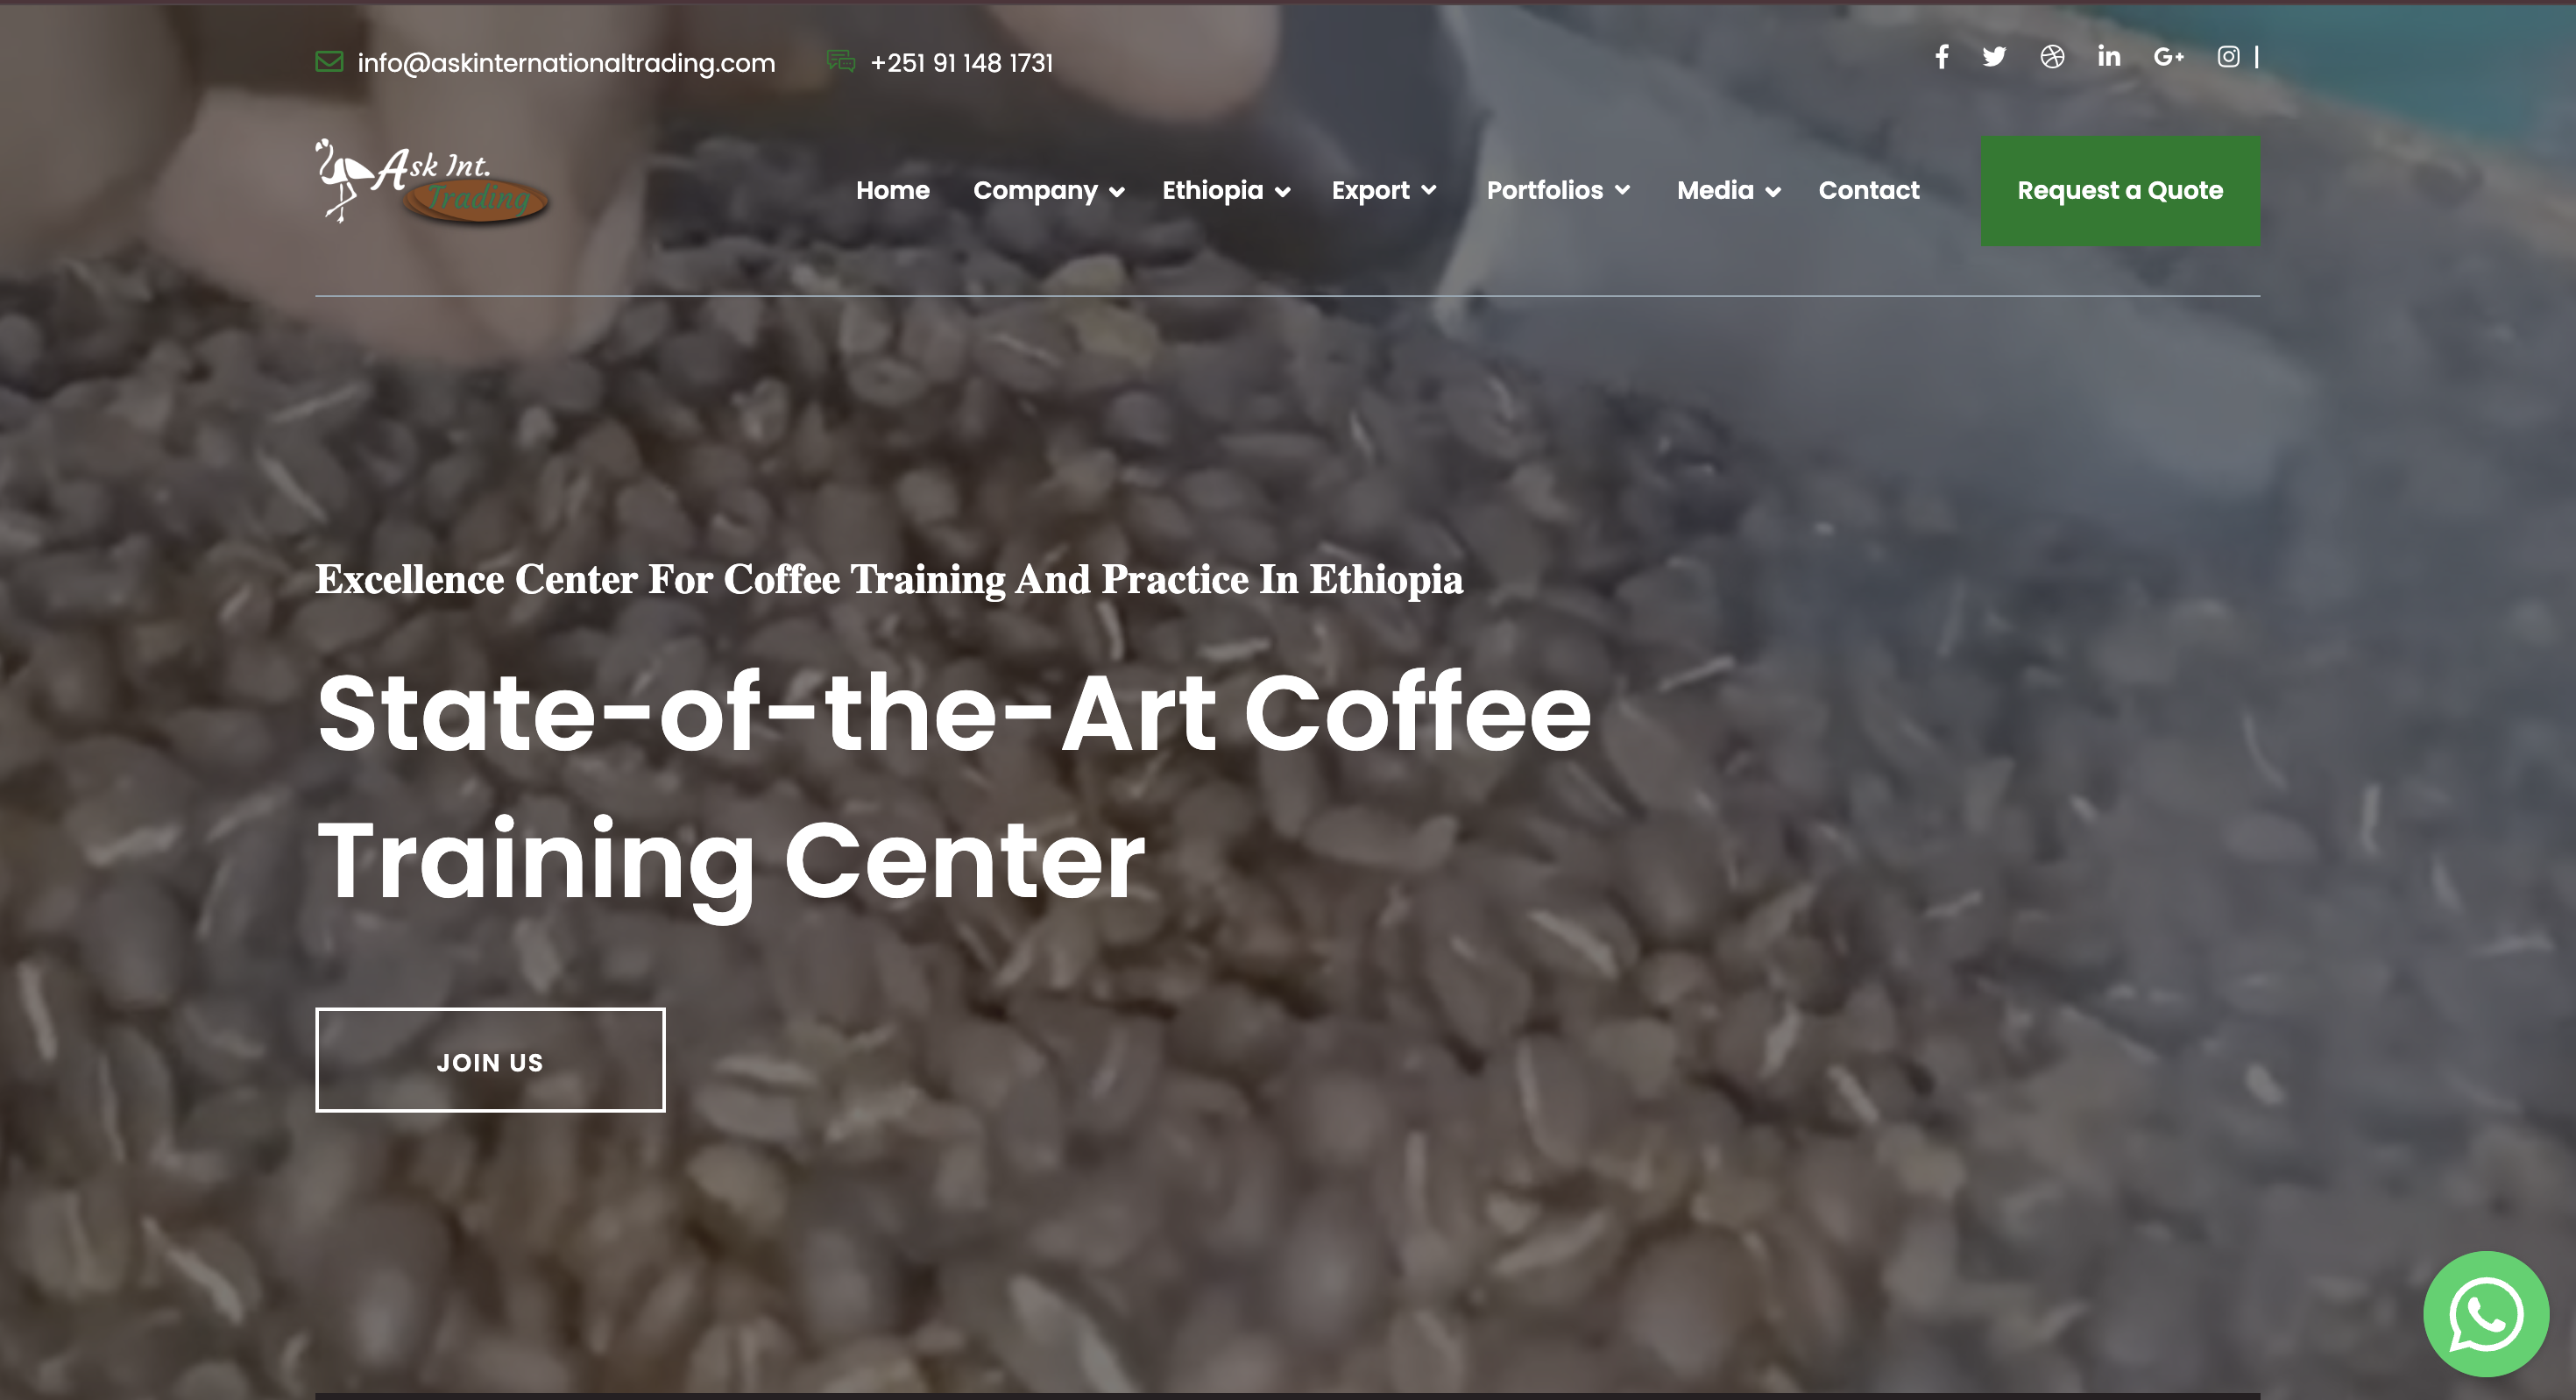 info@askinternationaltrading.com +251 91 148 1731
Ask Int.
Trading
Home Company Ethiopia Export Portfolios Media Contact Request a Quote
Excellence Center For Coffee Training And Practice In Ethiopia
State-of-the-Art Coffee
Training Center
JOIN US